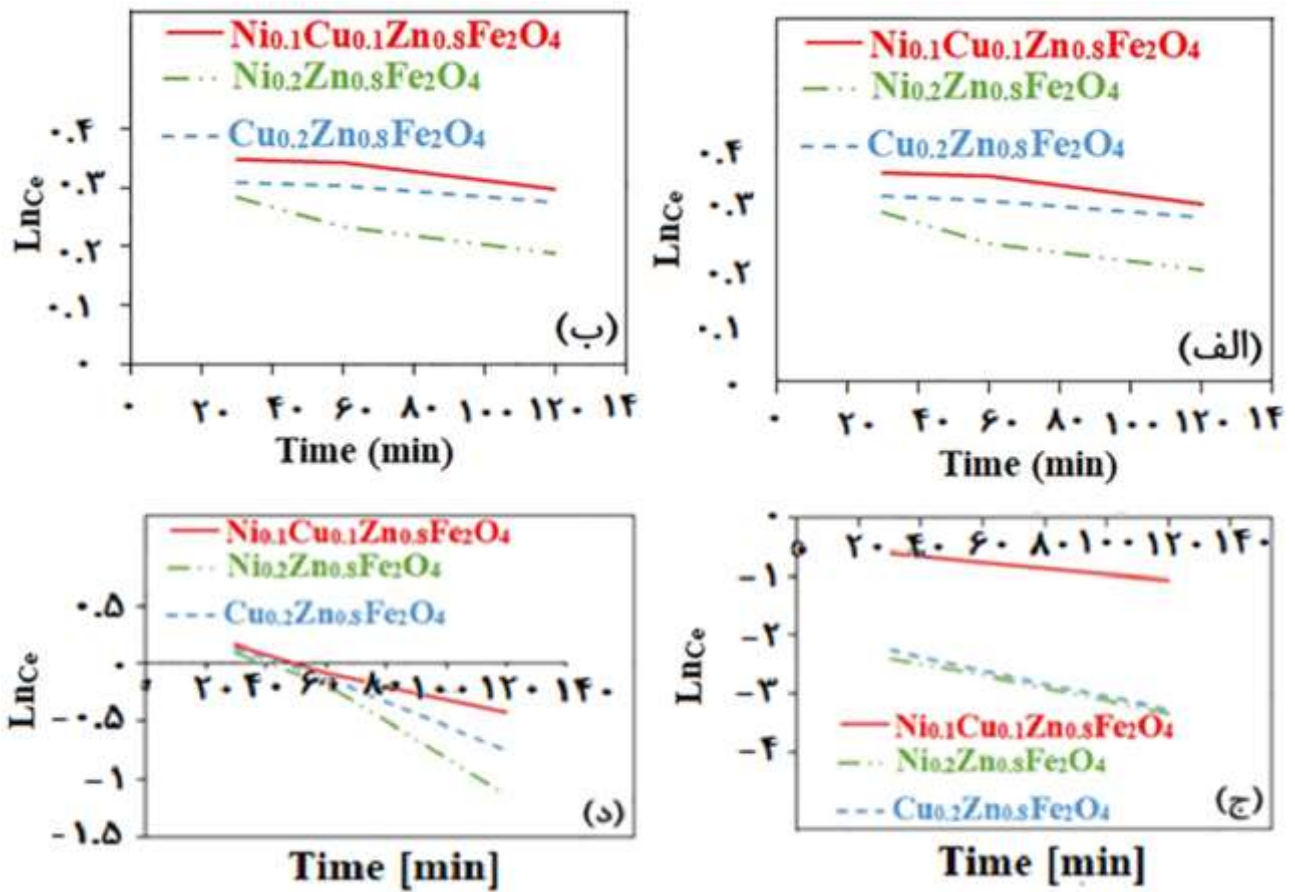 Ni₀.₁Cu₀.₁Zn₀.₈Fe₂O₄
Ni₀.₂Zn₀.₈Fe₂O₄
Cu₀.₂Zn₀.₈Fe₂O₄
۰.۴
۰.۳
۰.۲
۰.۱
۰
LnCe
(الف)
۰ ۲۰ ۴۰ ۶۰ ۸۰ ۱۰۰ ۱۲۰ ۱۴
Time (min)
Ni₀.₁Cu₀.₁Zn₀.₈Fe₂O₄
Ni₀.₂Zn₀.₈Fe₂O₄
Cu₀.₂Zn₀.₈Fe₂O₄
۰.۴
۰.۳
۰.۲
۰.۱
۰
LnCe
(ب)
۰ ۲۰ ۴۰ ۶۰ ۸۰ ۱۰۰ ۱۲۰ ۱۴
Time (min)
۰
۰ ۲۰ ۴۰ ۶۰ ۸۰ ۱۰۰ ۱۲۰ ۱۴۰
−۱
−۲
−۳
−۴
LnCe
Ni₀.₁Cu₀.₁Zn₀.₈Fe₂O₄
Ni₀.₂Zn₀.₈Fe₂O₄
Cu₀.₂Zn₀.₈Fe₂O₄
(ج)
Time [min]
Ni₀.₁Cu₀.₁Zn₀.₈Fe₂O₄
Ni₀.₂Zn₀.₈Fe₂O₄
Cu₀.₂Zn₀.₈Fe₂O₄
۰.۵
۰
۰ ۲۰ ۴۰ ۶۰ ۸۰ ۱۰۰ ۱۲۰ ۱۴۰
−۰.۵
−۱
−۱.۵
LnCe
(د)
Time [min]